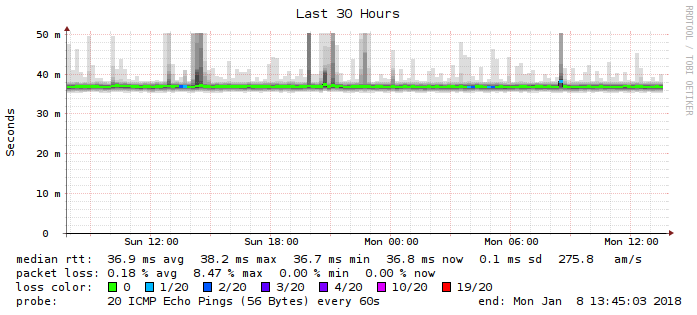 Last 30 Hours
RRDTOOL / TOBI OETIKER
Seconds
50 m
40 m
30 m
20 m
10 m
0
Sun 12:00 Sun 18:00 Mon 00:00 Mon 06:00 Mon 12:00
median rtt: 36.9 ms avg 38.2 ms max 36.7 ms min 36.8 ms now 0.1 ms sd 275.8 am/s
packet loss: 0.18 % avg 8.47 % max 0.00 % min 0.00 % now
loss color: 0 1/20 2/20 3/20 4/20 10/20 19/20
probe: 20 ICMP Echo Pings (56 Bytes) every 60s end: Mon Jan 8 13:45:03 2018